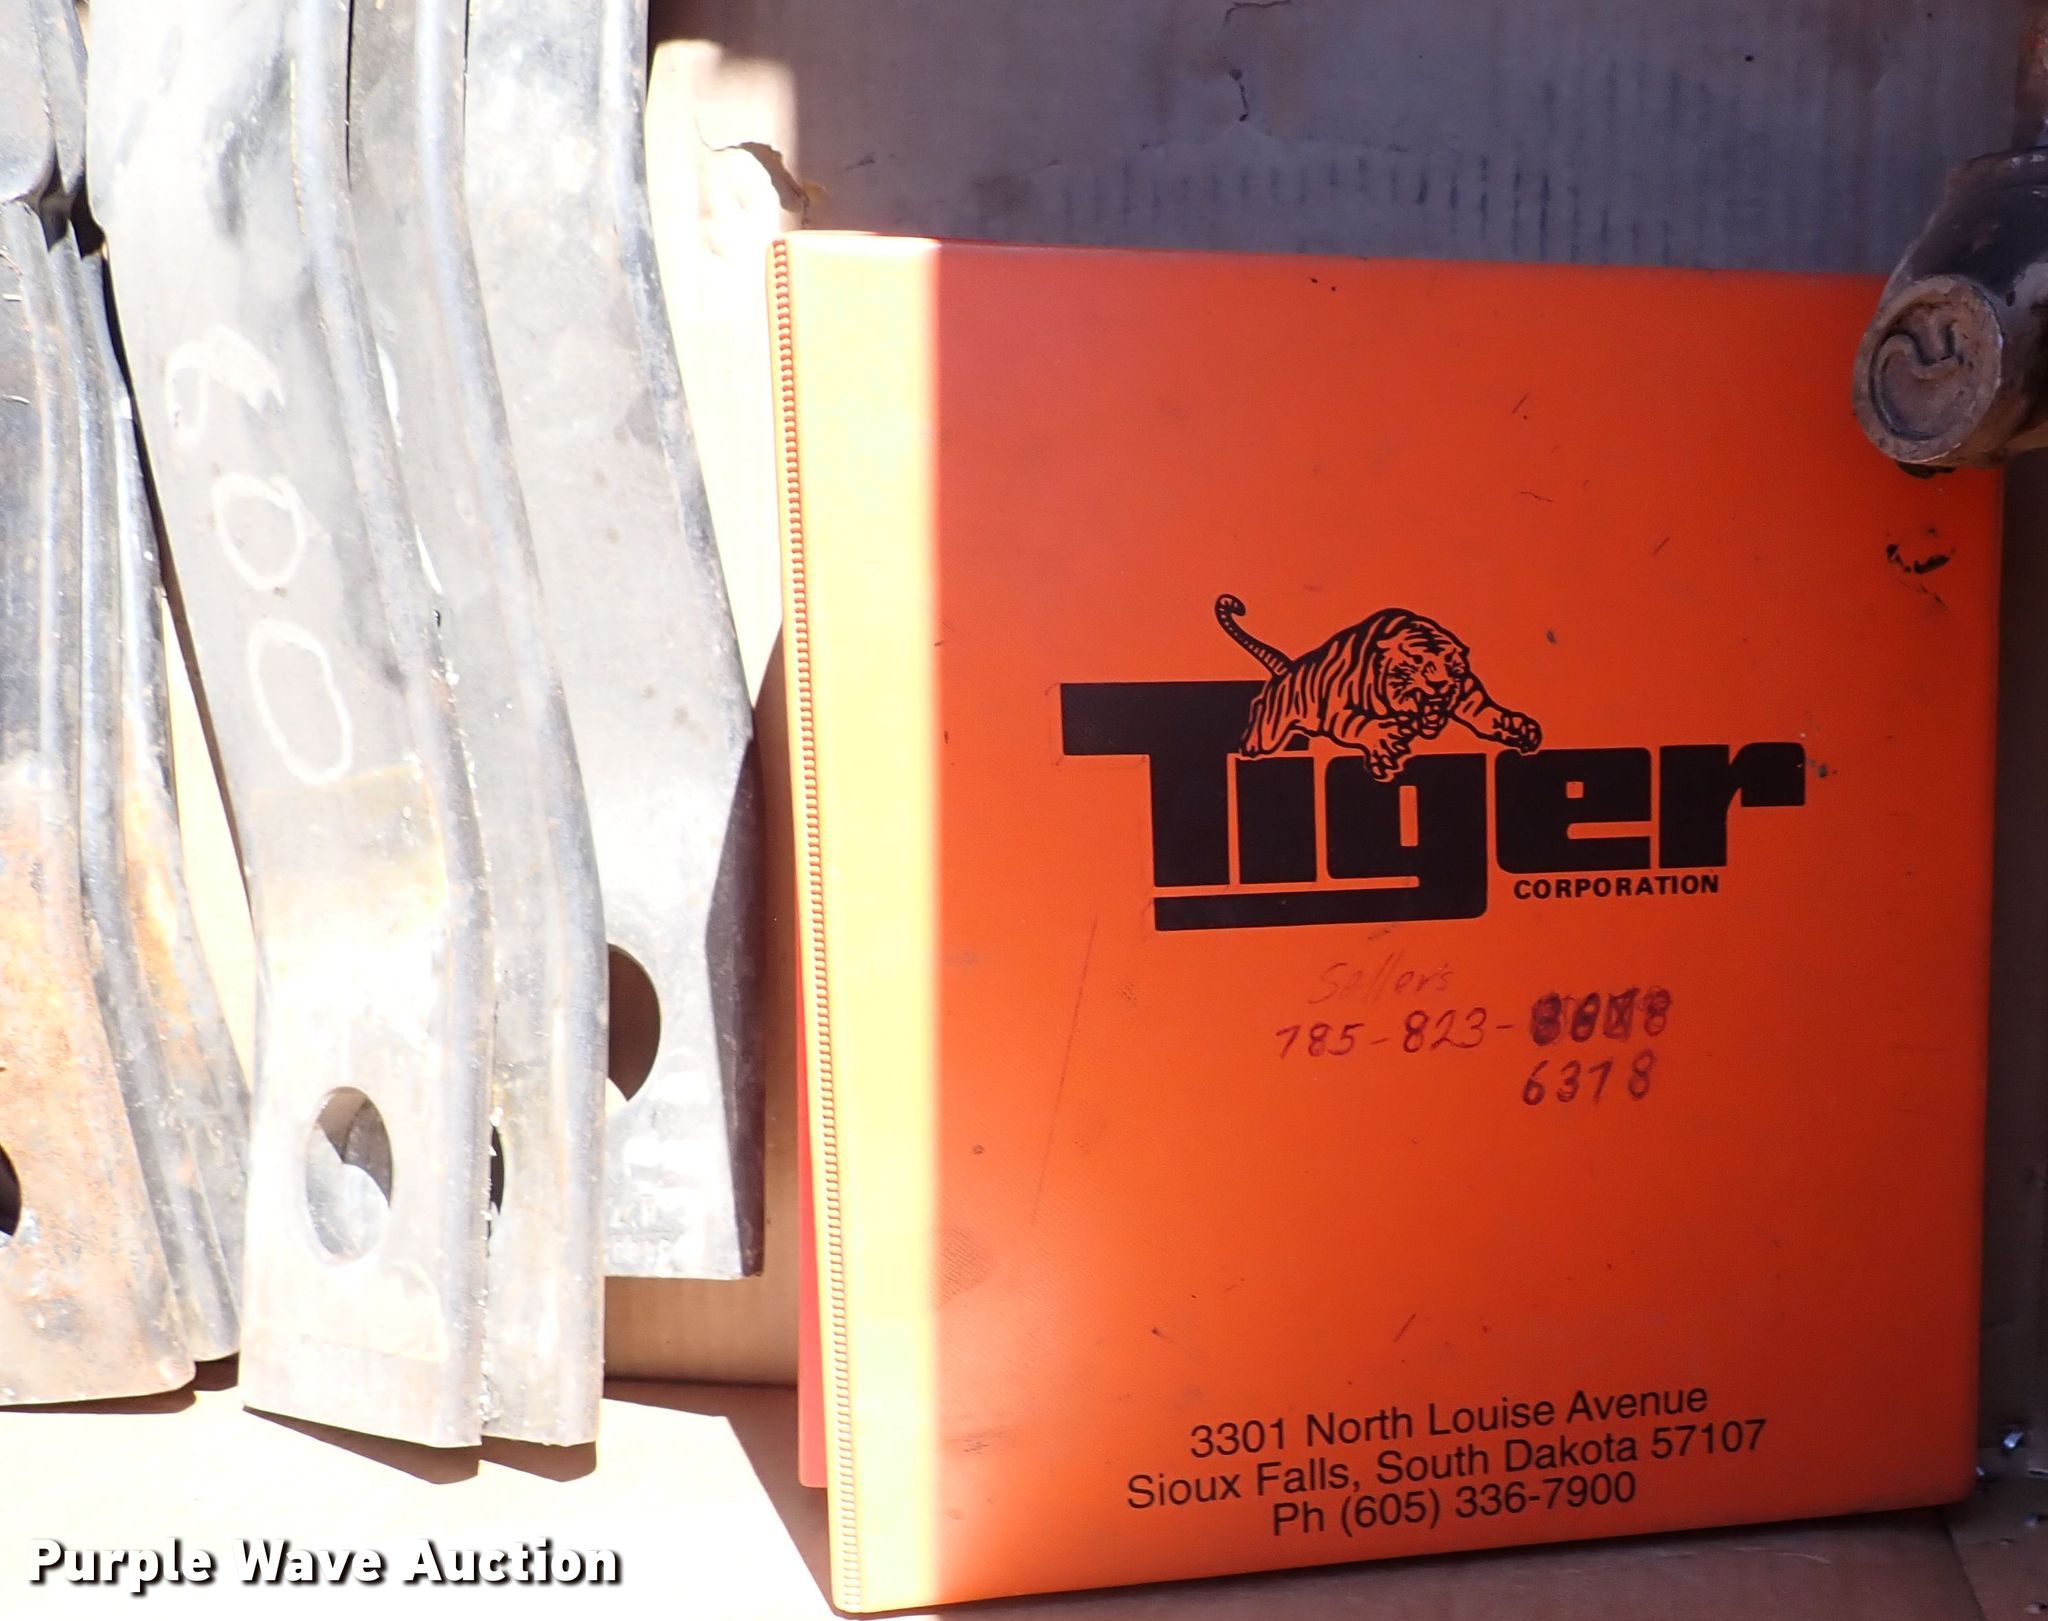 600
Tiger
CORPORATION
Sellers
785-823-
6378
3301 North Louise Avenue
Sioux Falls, South Dakota 57107
Ph (605) 336-7900
Purple Wave Auction